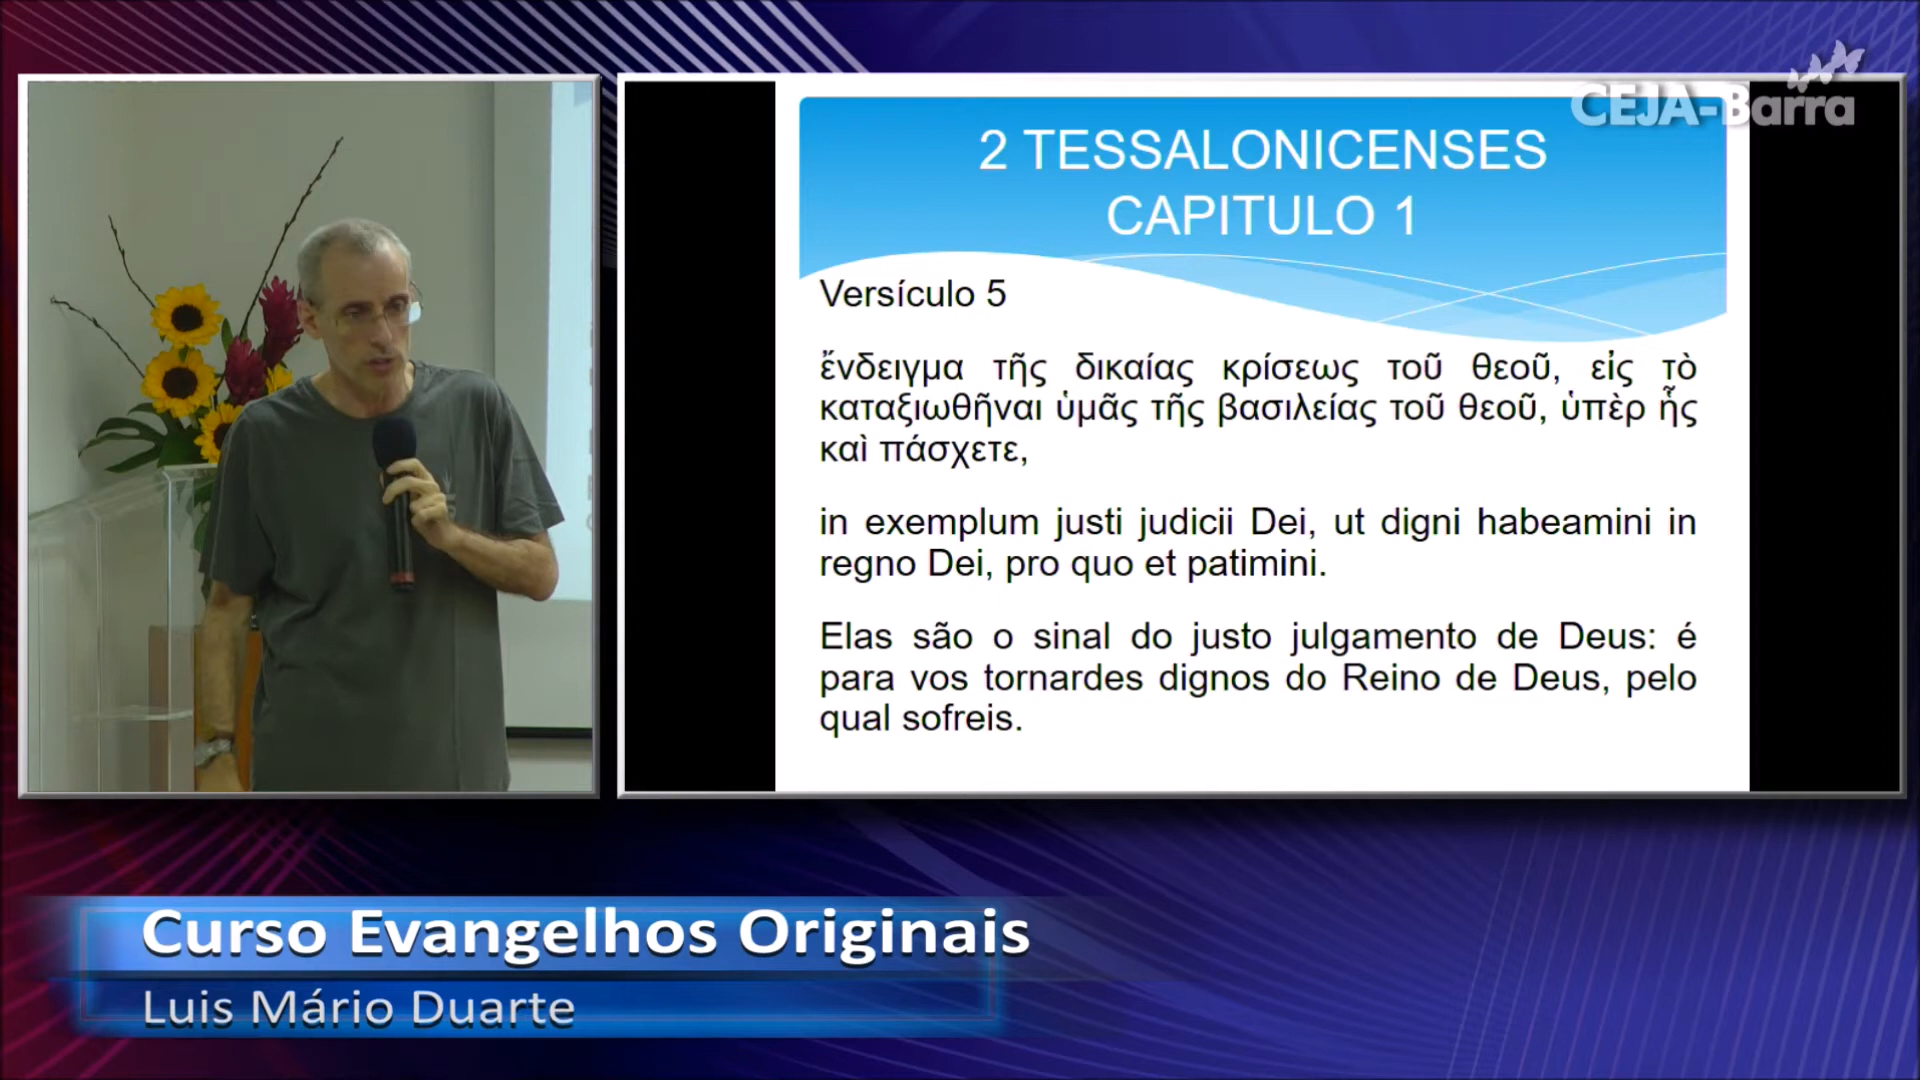 CEJA-Barra
2 TESSALONICENSES
CAPITULO 1
Versículo 5
ἔνδειγμα τῆς δικαίας κρίσεως τοῦ θεοῦ, εἰς τὸ
καταξιωθῆναι ὑμᾶς τῆς βασιλείας τοῦ θεοῦ, ὑπὲρ ἧς
καὶ πάσχετε,
in exemplum justi judicii Dei, ut digni habeamini in
regno Dei, pro quo et patimini.
Elas são o sinal do justo julgamento de Deus: é
para vos tornardes dignos do Reino de Deus, pelo
qual sofreis.
Curso Evangelhos Originais
Luis Mário Duarte